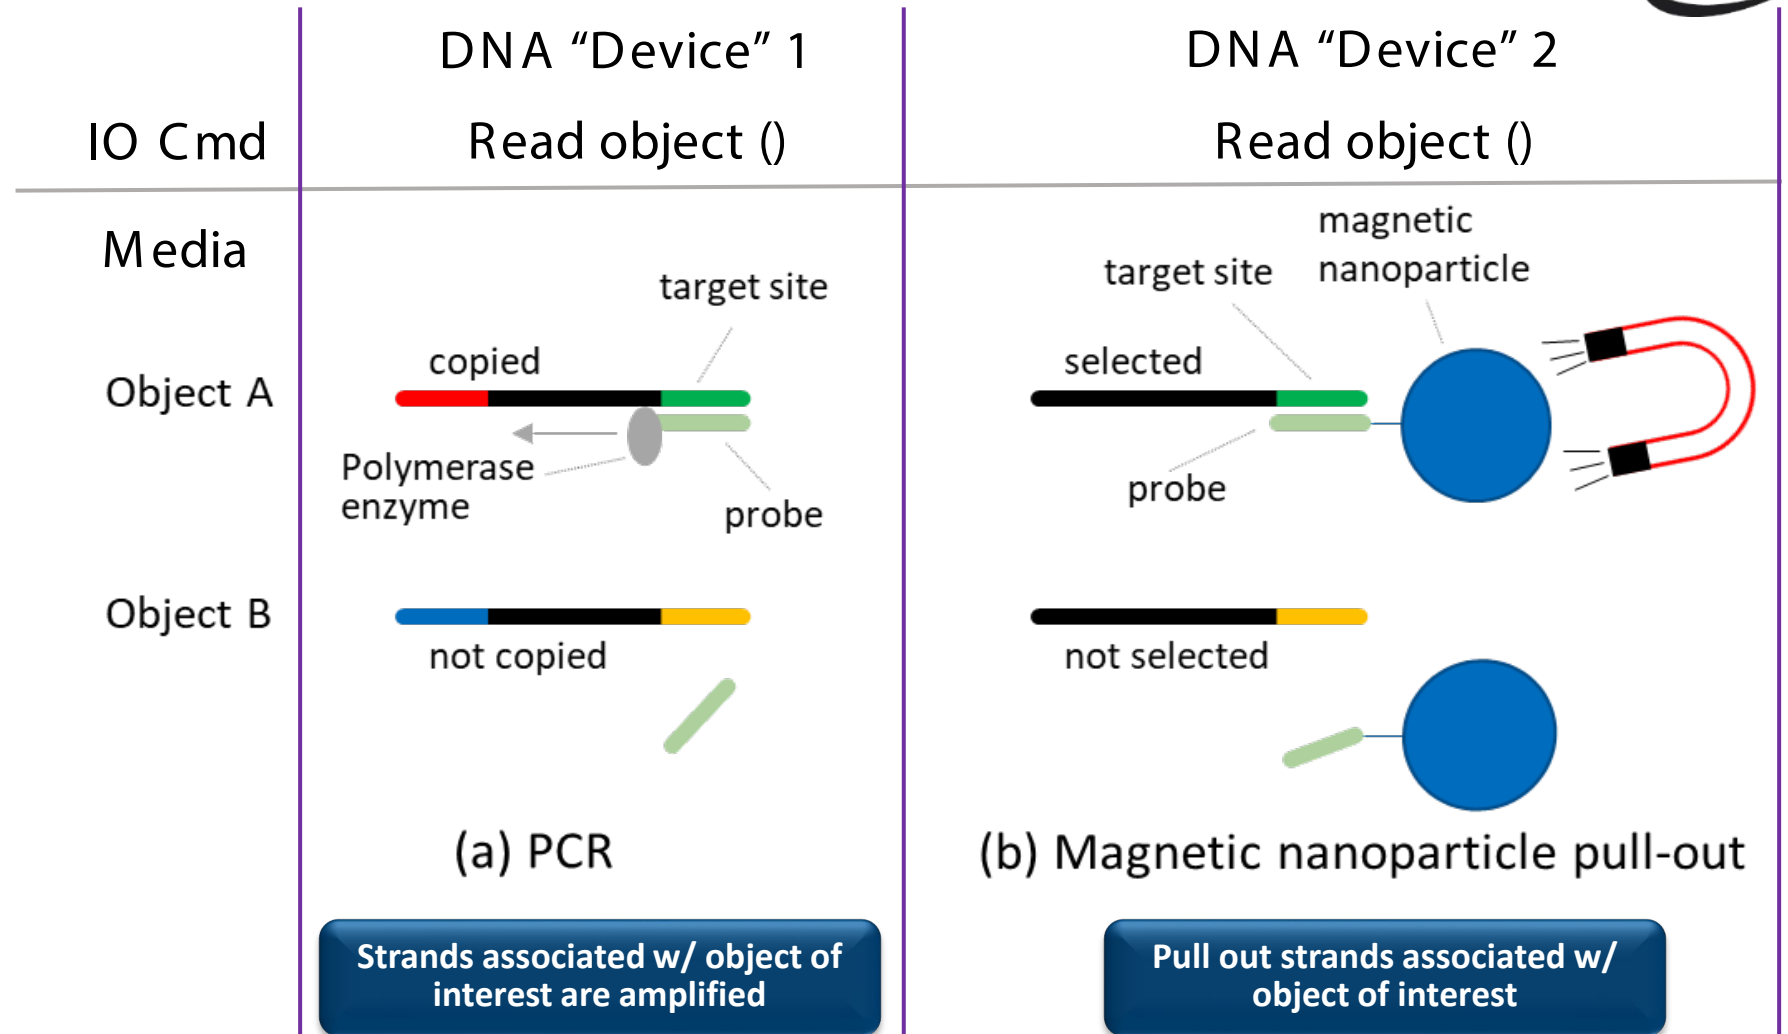 DNA “Device” 1
DNA “Device” 2
IO Cmd
Read object ()
Read object ()
Media
target site
copied
Object A
Polymerase
enzyme
probe
magnetic
nanoparticle
target site
selected
probe
Object B
not copied
not selected
(a) PCR
(b) Magnetic nanoparticle pull-out
Strands associated w/ object of
interest are amplified
Pull out strands associated w/
object of interest